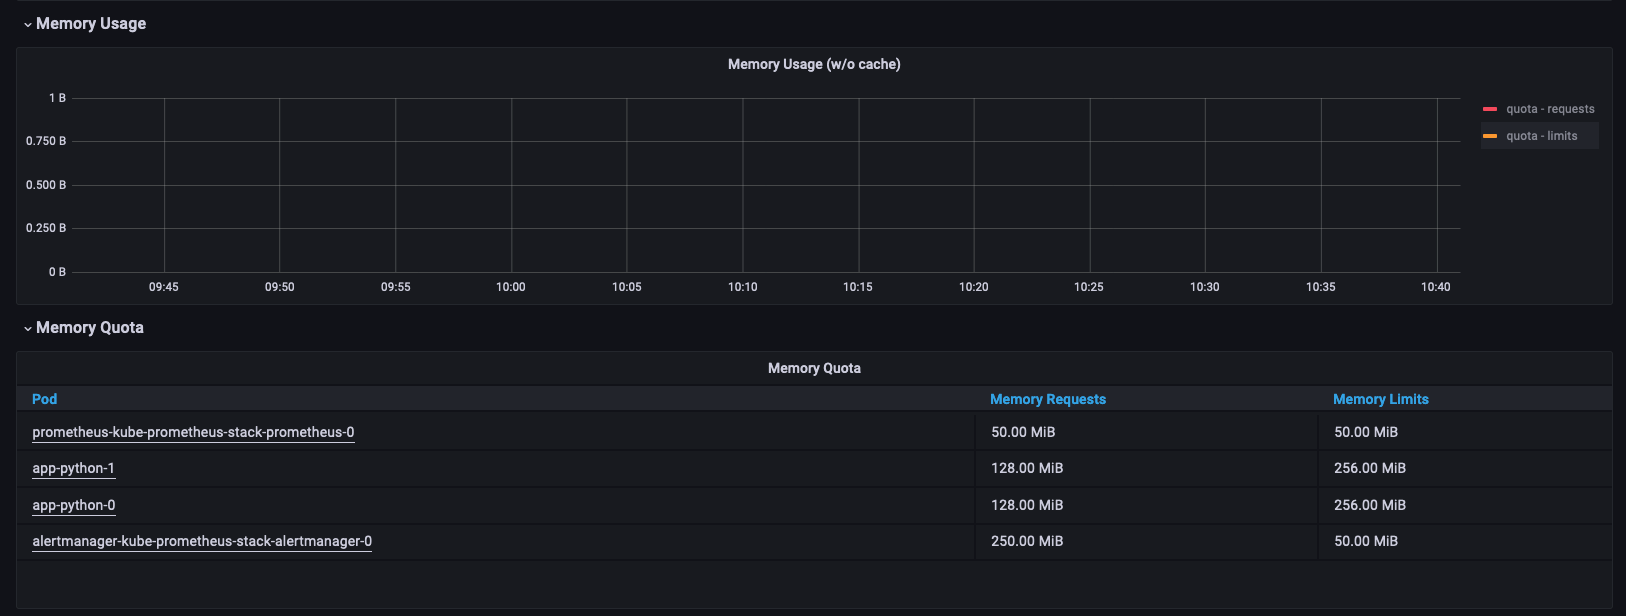 Memory Usage
Memory Usage (w/o cache)
1 B
0.750 B
0.500 B
0.250 B
0 B
09:45 09:50 09:55 10:00 10:05 10:10 10:15 10:20 10:25 10:30 10:35 10:40
quota - requests
quota - limits
Memory Quota
Memory Quota
Pod Memory Requests Memory Limits
prometheus-kube-prometheus-stack-prometheus-0 50.00 MiB 50.00 MiB
app-python-1 128.00 MiB 256.00 MiB
app-python-0 128.00 MiB 256.00 MiB
alertmanager-kube-prometheus-stack-alertmanager-0 250.00 MiB 50.00 MiB